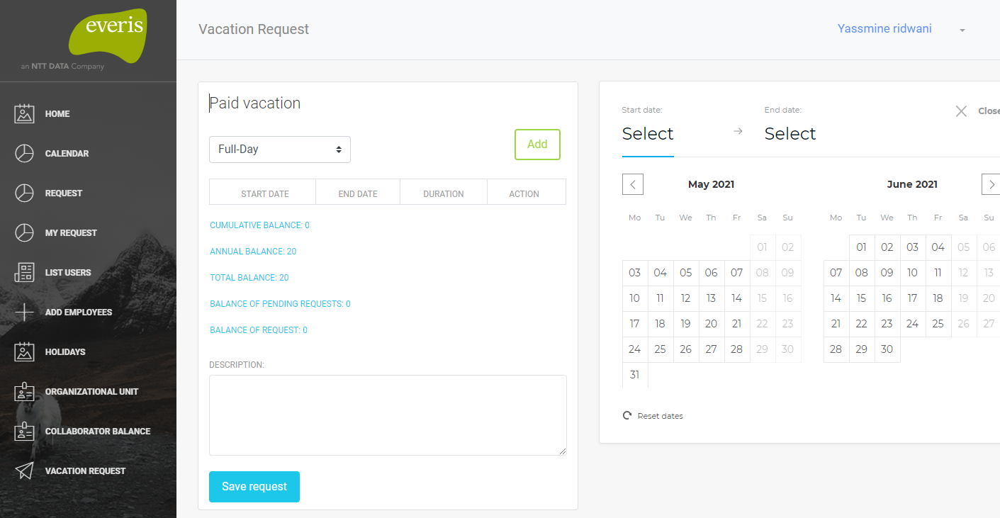 everis
an NTT DATA Company
HOME
CALENDAR
REQUEST
MY REQUEST
LIST USERS
ADD EMPLOYEES
HOLIDAYS
ORGANIZATIONAL UNIT
COLLABORATOR BALANCE
VACATION REQUEST
Vacation Request
Yassmine ridwani
Paid vacation
Full-Day
Add
START DATE END DATE DURATION ACTION
CUMULATIVE BALANCE: 0
ANNUAL BALANCE: 20
TOTAL BALANCE: 20
BALANCE OF PENDING REQUESTS: 0
BALANCE OF REQUEST: 0
DESCRIPTION:
Save request
Start date: End date:
Select → Select
Close
May 2021
Mo Tu We Th Fr Sa Su
01 02
03 04 05 06 07 08 09
10 11 12 13 14 15 16
17 18 19 20 21 22 23
24 25 26 27 28 29 30
31
June 2021
Mo Tu We Th Fr Sa Su
01 02 03 04 05 06
07 08 09 10 11 12 13
14 15 16 17 18 19 20
21 22 23 24 25 26 27
28 29 30
Reset dates